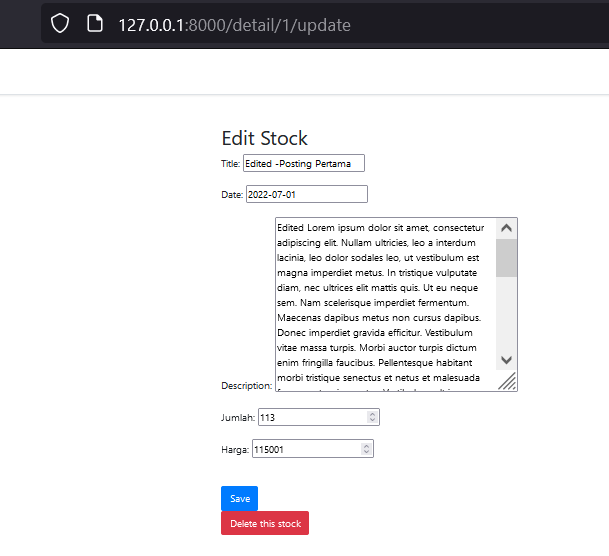 127.0.0.1:8000/detail/1/update
Edit Stock
Title: Edited -Posting Pertama
Date: 2022-07-01
Edited Lorem ipsum dolor sit amet, consectetur
adipiscing elit. Nullam ultricies, leo a interdum
lacinia, leo dolor sodales leo, ut vestibulum est
magna imperdiet metus. In tristique vulputate
diam, nec ultrices elit mattis quis. Ut eu neque
sem. Nam scelerisque imperdiet fermentum.
Maecenas dapibus metus non cursus dapibus.
Donec imperdiet gravida efficitur. Vestibulum
vitae massa turpis. Morbi auctor turpis dictum
enim fringilla faucibus. Pellentesque habitant
morbi tristique senectus et netus et malesuada
Description:
Jumlah: 113
Harga: 115001
Save
Delete this stock